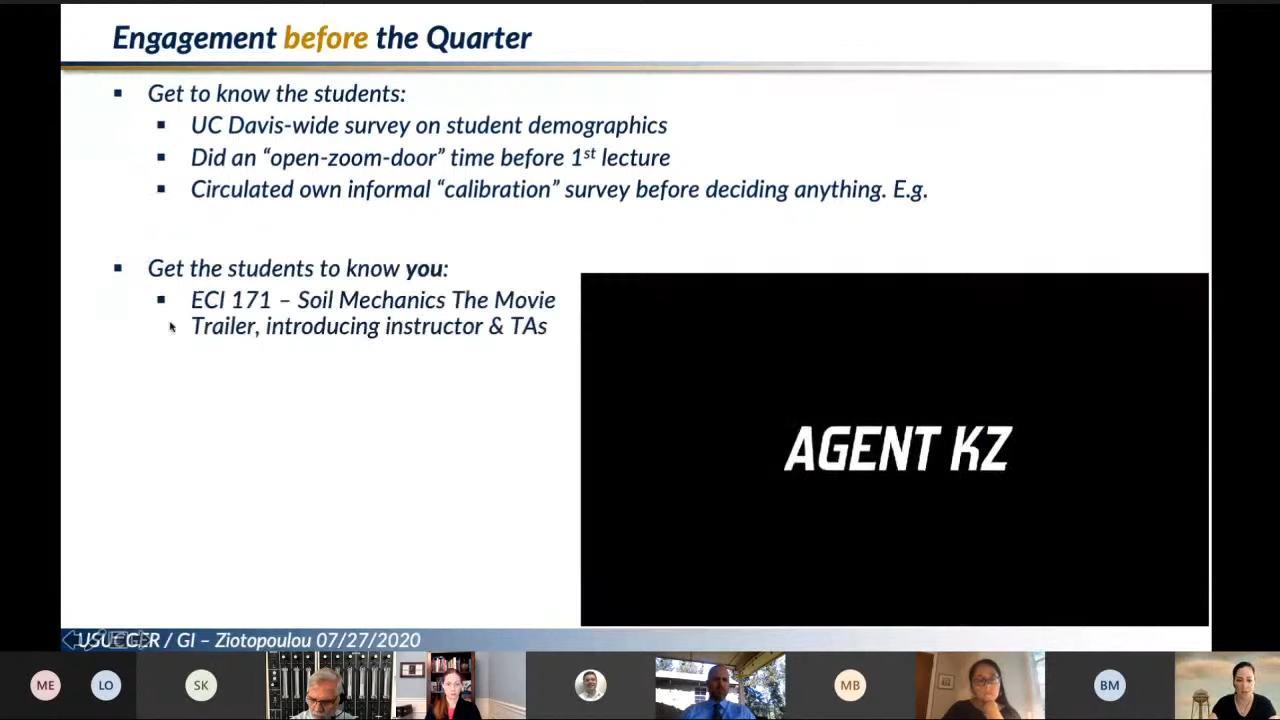 Engagement before the Quarter
Get to know the students:
UC Davis-wide survey on student demographics
Did an “open-zoom-door” time before 1st lecture
Circulated own informal “calibration” survey before deciding anything. E.g.
Get the students to know you:
ECI 171 – Soil Mechanics The Movie
Trailer, introducing instructor & TAs
AGENT KZ
/ GI – Ziotopoulou 07/27/2020
ME
LO
SK
MB
BM